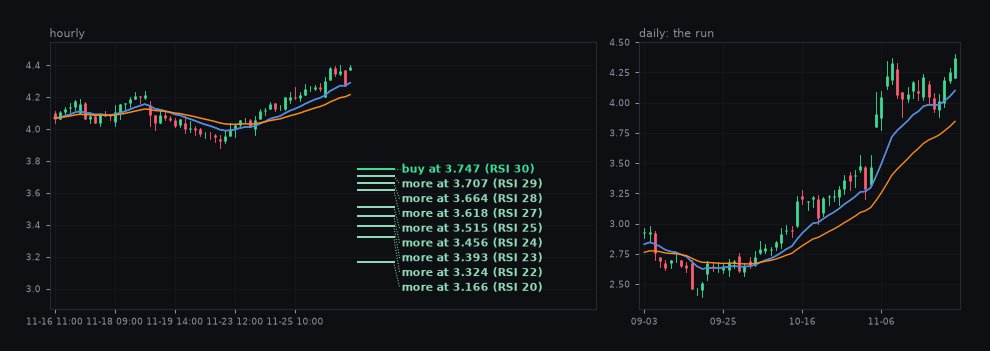 hourly
4.4
4.2
4.0
3.8
3.6
3.4
3.2
3.0
buy at 3.747 (RSI 30)
more at 3.707 (RSI 29)
more at 3.664 (RSI 28)
more at 3.618 (RSI 27)
more at 3.515 (RSI 25)
more at 3.456 (RSI 24)
more at 3.393 (RSI 23)
more at 3.324 (RSI 22)
more at 3.166 (RSI 20)
11-16 11:00 11-18 09:00 11-19 14:00 11-23 12:00 11-25 10:00
daily: the run
4.50
4.25
4.00
3.75
3.50
3.25
3.00
2.75
2.50
09-03 09-25 10-16 11-06